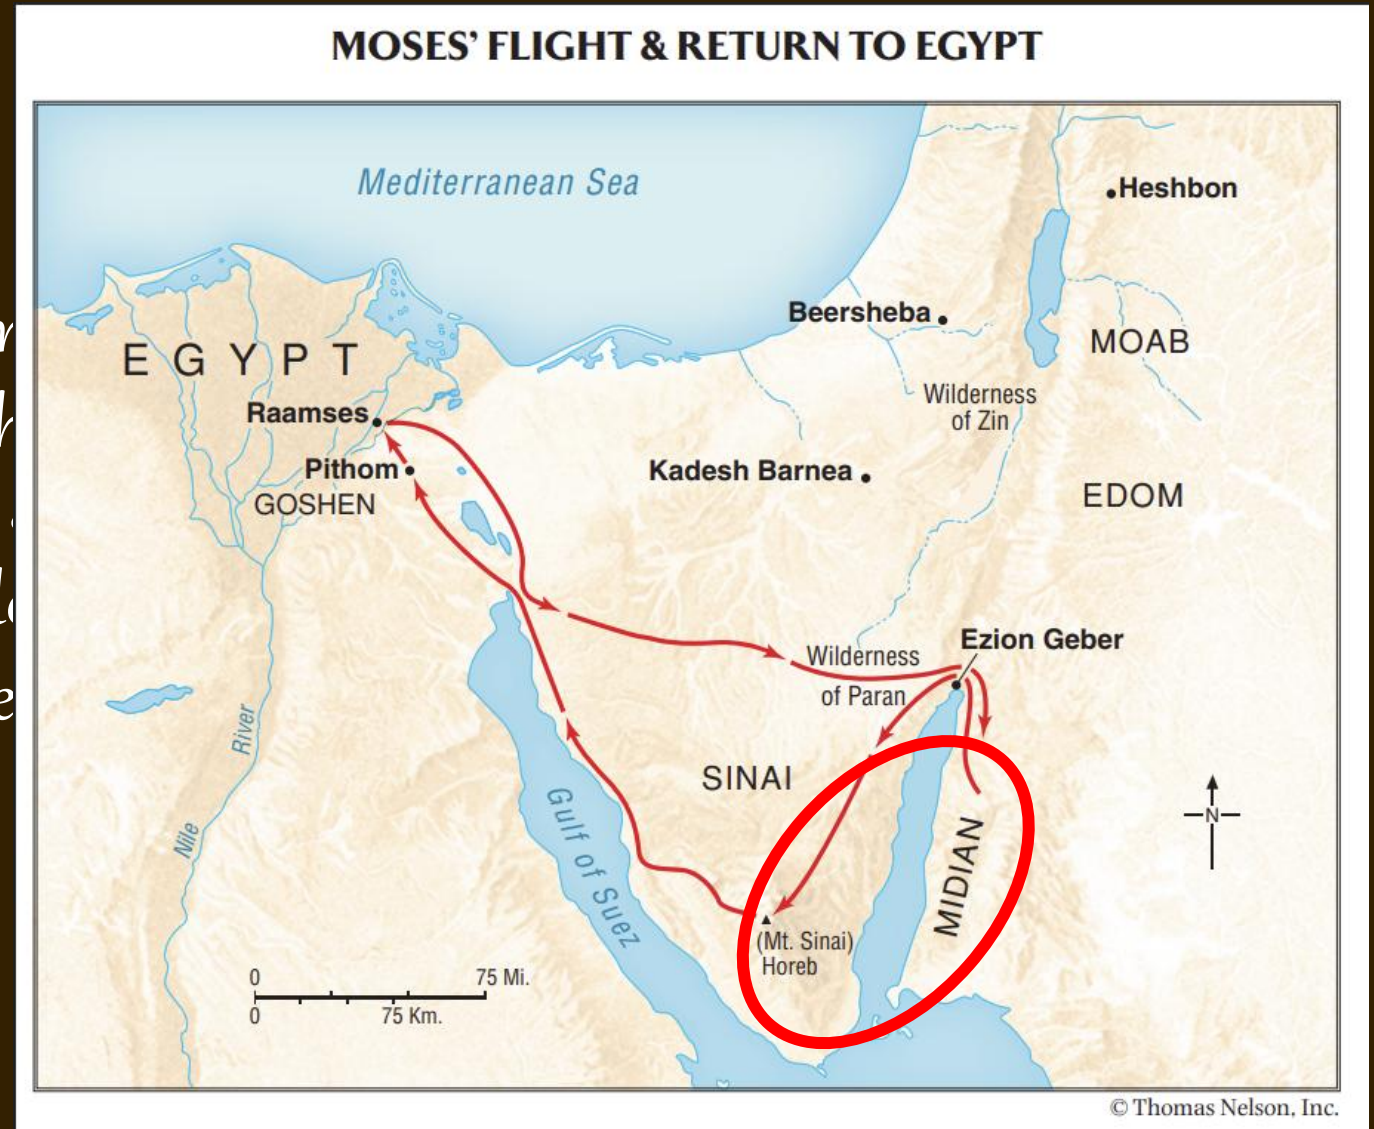 MOSES' FLIGHT & RETURN TO EGYPT
Mediterranean Sea
Heshbon
Beersheba
MOAB
EGYPT
Wilderness
of Zin
Raamses
Pithom
GOSHEN
Kadesh Barnea
EDOM
Ezion Geber
Wilderness
of Paran
River
Nile
SINAI
Gulf of Suez
MIDIAN
N
(Mt. Sinai)
Horeb
0 75 Mi.
0 75 Km.
© Thomas Nelson, Inc.